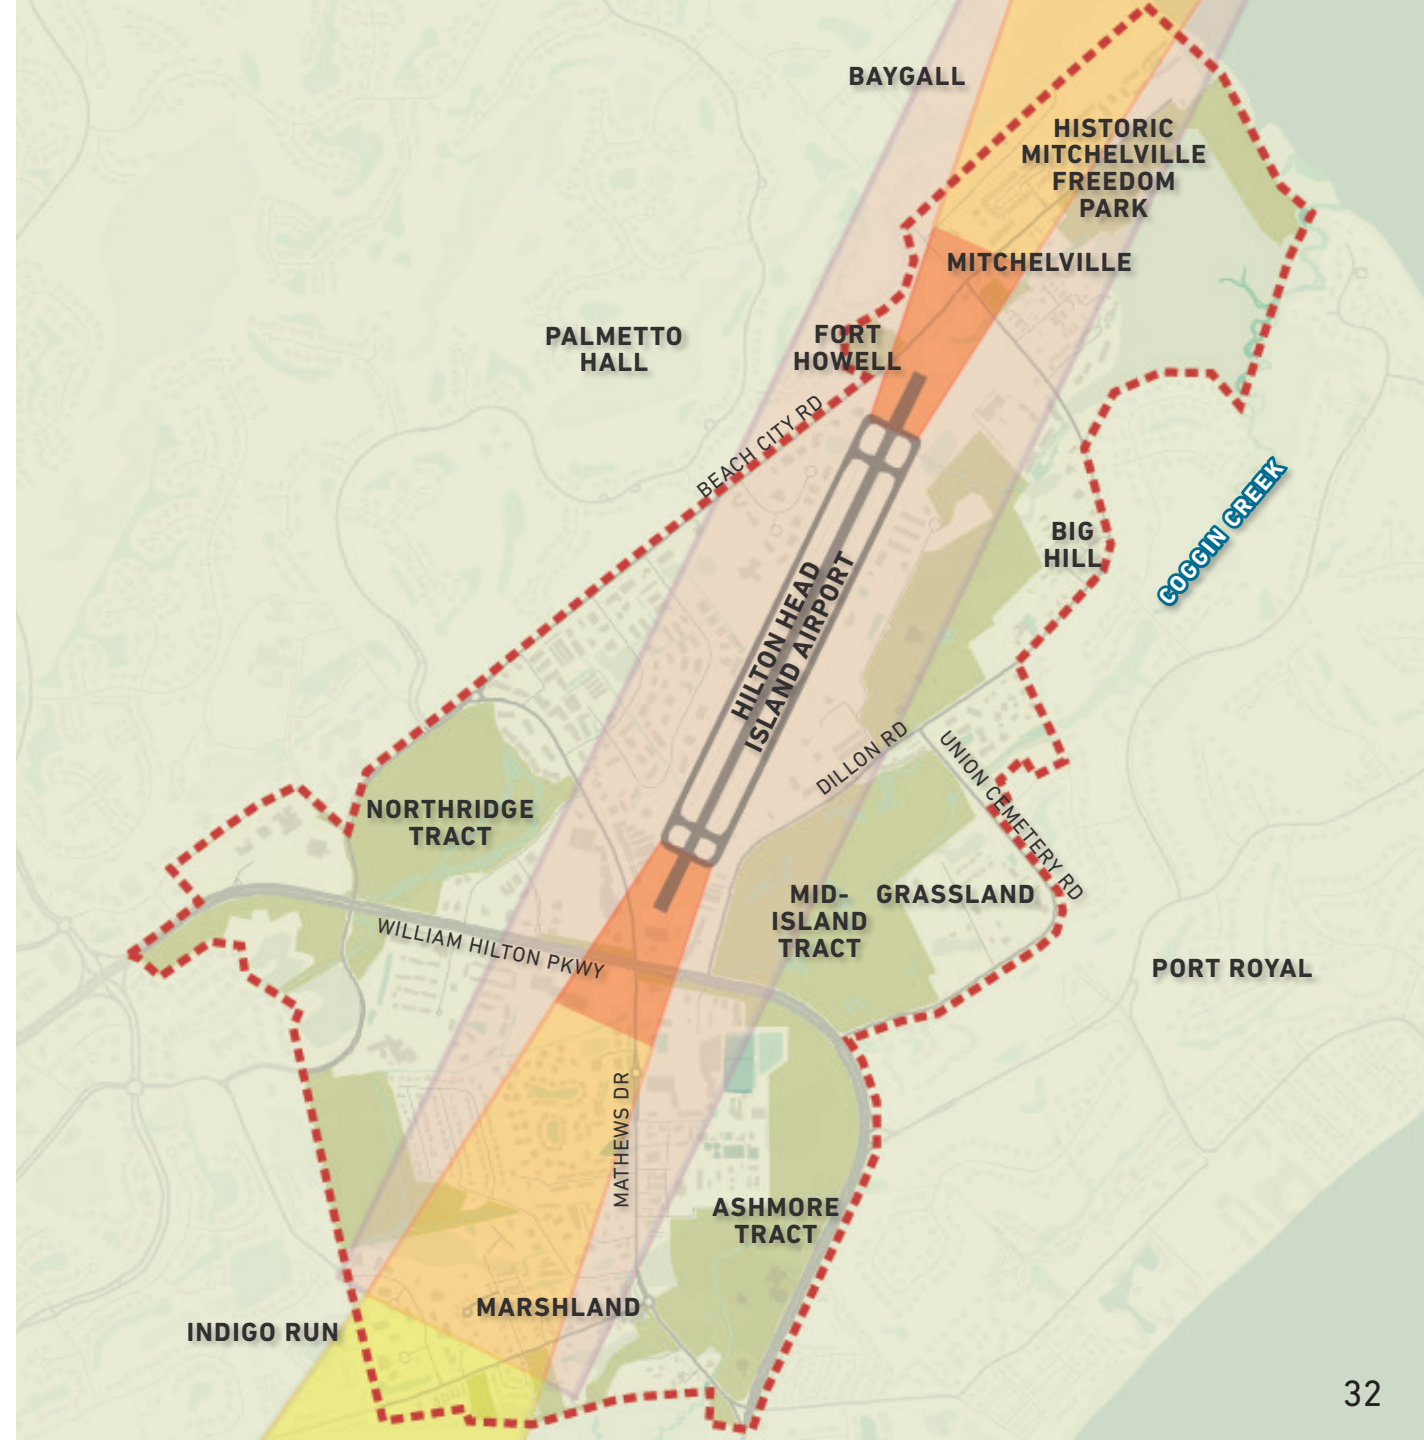 BAYGALL
HISTORIC
MITCHELVILLE
FREEDOM
PARK
MITCHELVILLE
PALMETTO
HALL
FORT
HOWELL
BEACH CITY RD
COGGIN CREEK
BIG
HILL
HILTON HEAD
ISLAND AIRPORT
DILLON RD
UNION CEMETERY RD
NORTHRIDGE
TRACT
MID-
ISLAND
TRACT
GRASSLAND
WILLIAM HILTON PKWY
PORT ROYAL
MATHEWS DR
ASHMORE
TRACT
MARSHLAND
INDIGO RUN
32